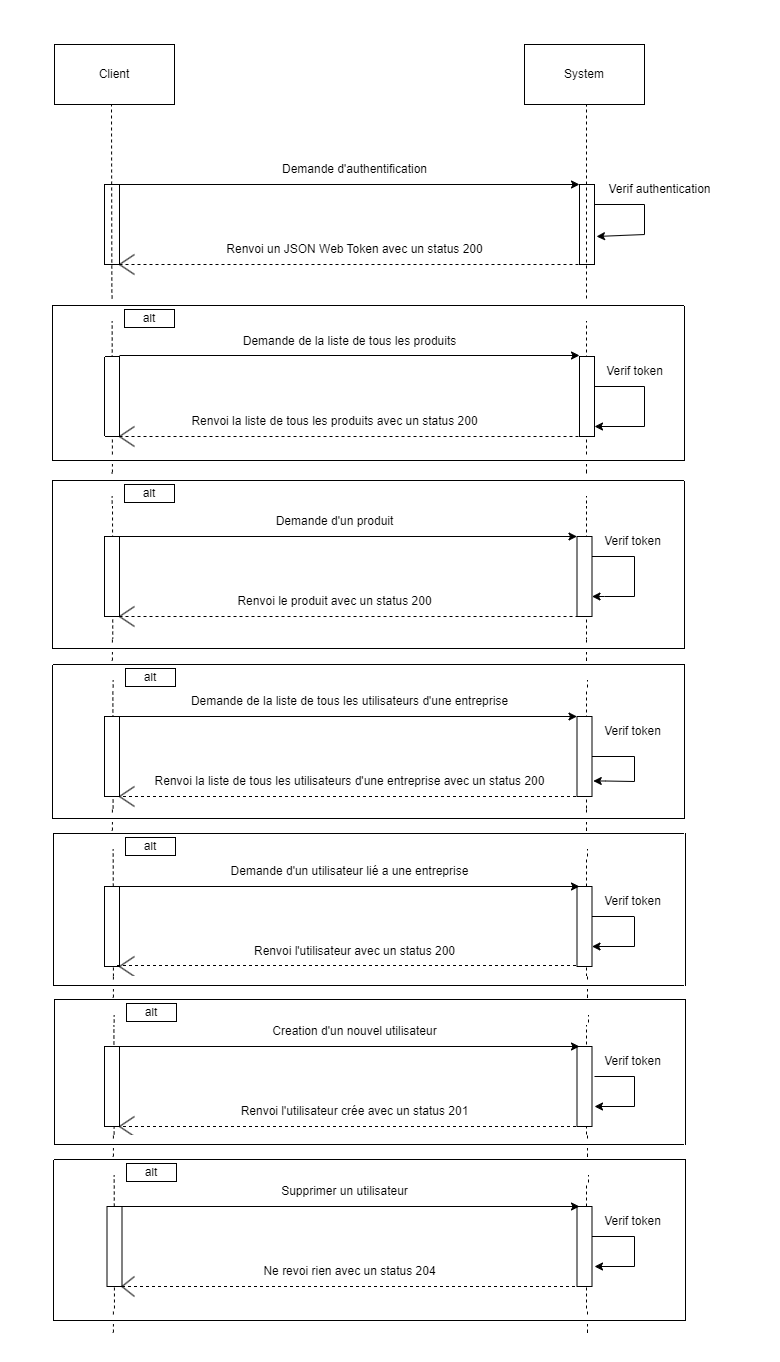 Client
System
Demande d'authentification
Verif authentication
Renvoi un JSON Web Token avec un status 200
alt
Demande de la liste de tous les produits
Verif token
Renvoi la liste de tous les produits avec un status 200
alt
Demande d'un produit
Verif token
Renvoi le produit avec un status 200
alt
Demande de la liste de tous les utilisateurs d'une entreprise
Verif token
Renvoi la liste de tous les utilisateurs d'une entreprise avec un status 200
alt
Demande d'un utilisateur lié a une entreprise
Verif token
Renvoi l'utilisateur avec un status 200
alt
Creation d'un nouvel utilisateur
Verif token
Renvoi l'utilisateur crée avec un status 201
alt
Supprimer un utilisateur
Verif token
Ne revoi rien avec un status 204